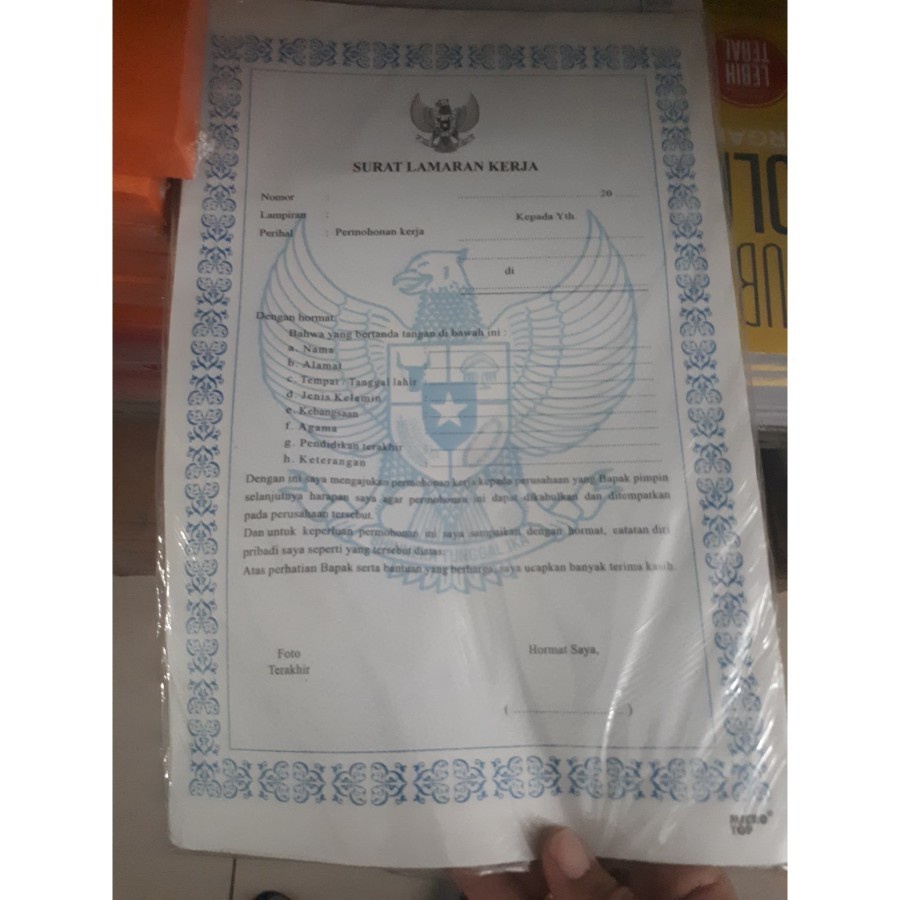 SURAT LAMARAN KERJA
Nomor :
20
Lampiran :
Kepada Yth.
Perihal : Permohonan kerja
di
Dengan hormat,
Bahwa yang bertanda tangan di bawah ini :
a. Nama
b. Alamat
c. Tempat / Tanggal lahir
d. Jenis Kelamin
e. Kebangsaan
f. Agama
g. Pendidikan terakhir
h. Keterangan
Dengan ini saya mengajukan permohonan kerja kepada perusahaan yang Bapak pimpin
selanjutnya harapan saya agar permohonan ini dapat dikabulkan dan ditempatkan
pada perusahaan tersebut.
Dan untuk keperluan permohonan ini saya sampaikan dengan hormat, catatan diri
pribadi saya seperti yang tersebut diatas.
Atas perhatian Bapak serta bantuan yang berharga, saya ucapkan banyak terima kasih.
Foto
Terakhir
Hormat Saya,
( )
MICRO
TOP
LEBIH
TEBAL